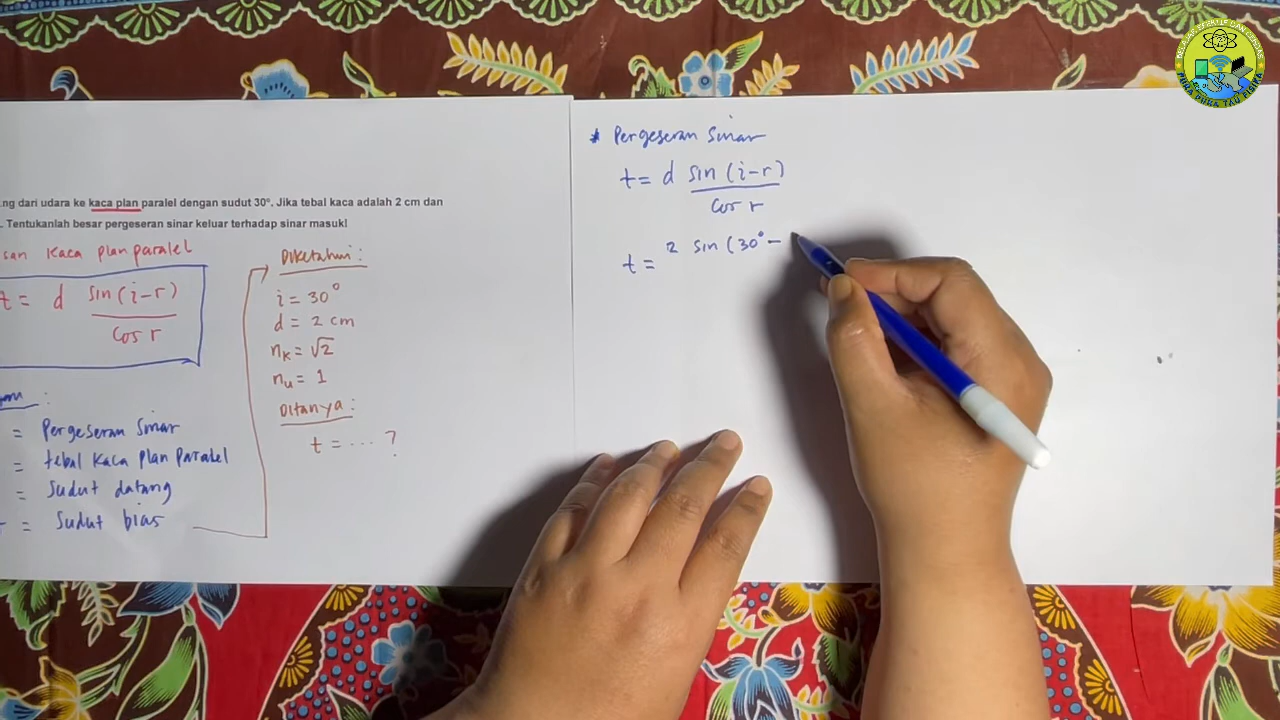 ng dari udara ke kaca plan paralel dengan sudut 30°. Jika tebal kaca adalah 2 cm dan
. Tentukanlah besar pergeseran sinar keluar terhadap sinar masuk!
san Kaca plan paralel
t = d sin (i-r)
cos r
= Pergeseran Sinar
= tebal Kaca Plan Paralel
= Sudut datang
r = Sudut bias
Diketahui:
i = 30°
d = 2 cm
nK = √2
nu = 1
Ditanya:
t = ... ?
* Pergeseran Sinar
t = d sin (i-r)
cos r
t = 2 sin (30° -